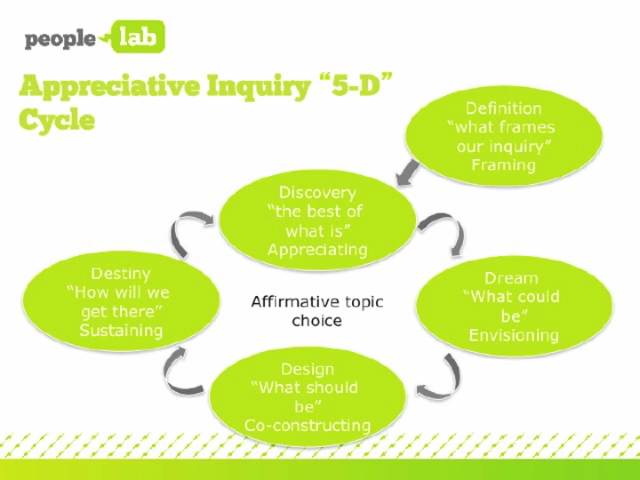 people lab
Appreciative Inquiry “5-D”
Cycle
Definition
“what frames
our inquiry”
Framing
Discovery
“the best of
what is”
Appreciating
Destiny
“How will we
get there”
Sustaining
Affirmative topic
choice
Dream
“What could
be”
Envisioning
Design
“What should
be”
Co-constructing